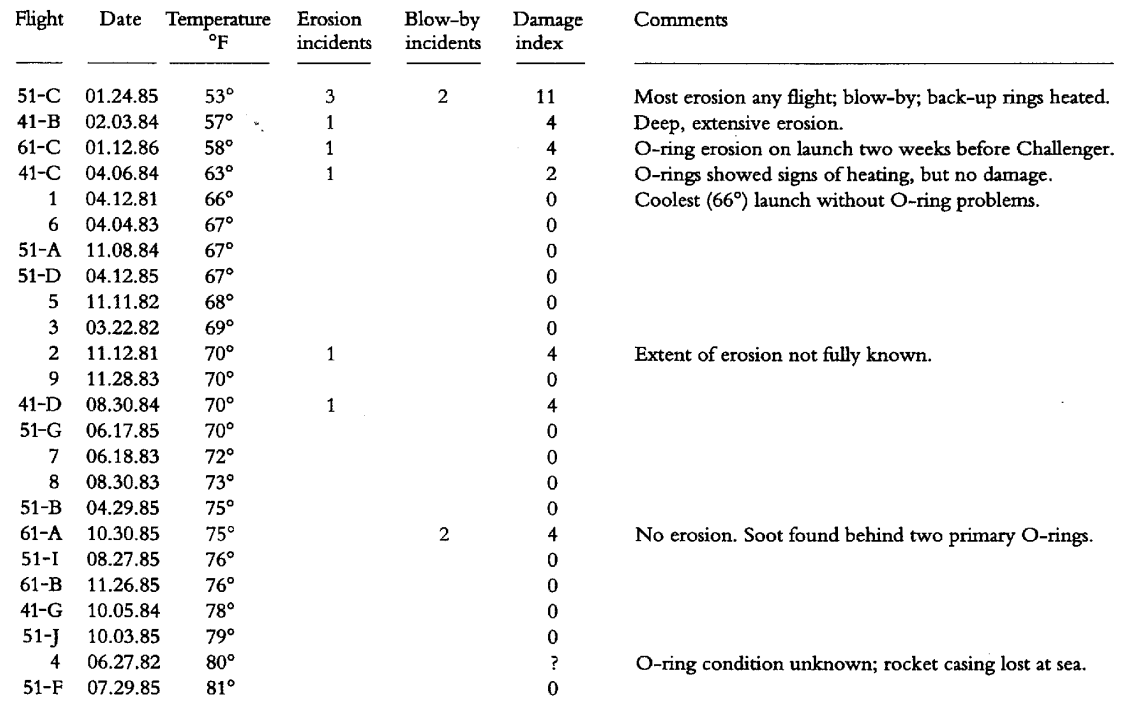 Flight Date Temperature Erosion Blow-by Damage Comments
°F incidents incidents index
51-C 01.24.85 53° 3 2 11 Most erosion any flight; blow-by; back-up rings heated.
41-B 02.03.84 57° 1 4 Deep, extensive erosion.
61-C 01.12.86 58° 1 4 O-ring erosion on launch two weeks before Challenger.
41-C 04.06.84 63° 1 2 O-rings showed signs of heating, but no damage.
1 04.12.81 66° 0 Coolest (66°) launch without O-ring problems.
6 04.04.83 67° 0
51-A 11.08.84 67° 0
51-D 04.12.85 67° 0
5 11.11.82 68° 0
3 03.22.82 69° 0
2 11.12.81 70° 1 4 Extent of erosion not fully known.
9 11.28.83 70° 0
41-D 08.30.84 70° 1 4
51-G 06.17.85 70° 0
7 06.18.83 72° 0
8 08.30.83 73° 0
51-B 04.29.85 75° 0
61-A 10.30.85 75° 2 4 No erosion. Soot found behind two primary O-rings.
51-I 08.27.85 76° 0
61-B 11.26.85 76° 0
41-G 10.05.84 78° 0
51-J 10.03.85 79° 0
4 06.27.82 80° ? O-ring condition unknown; rocket casing lost at sea.
51-F 07.29.85 81° 0